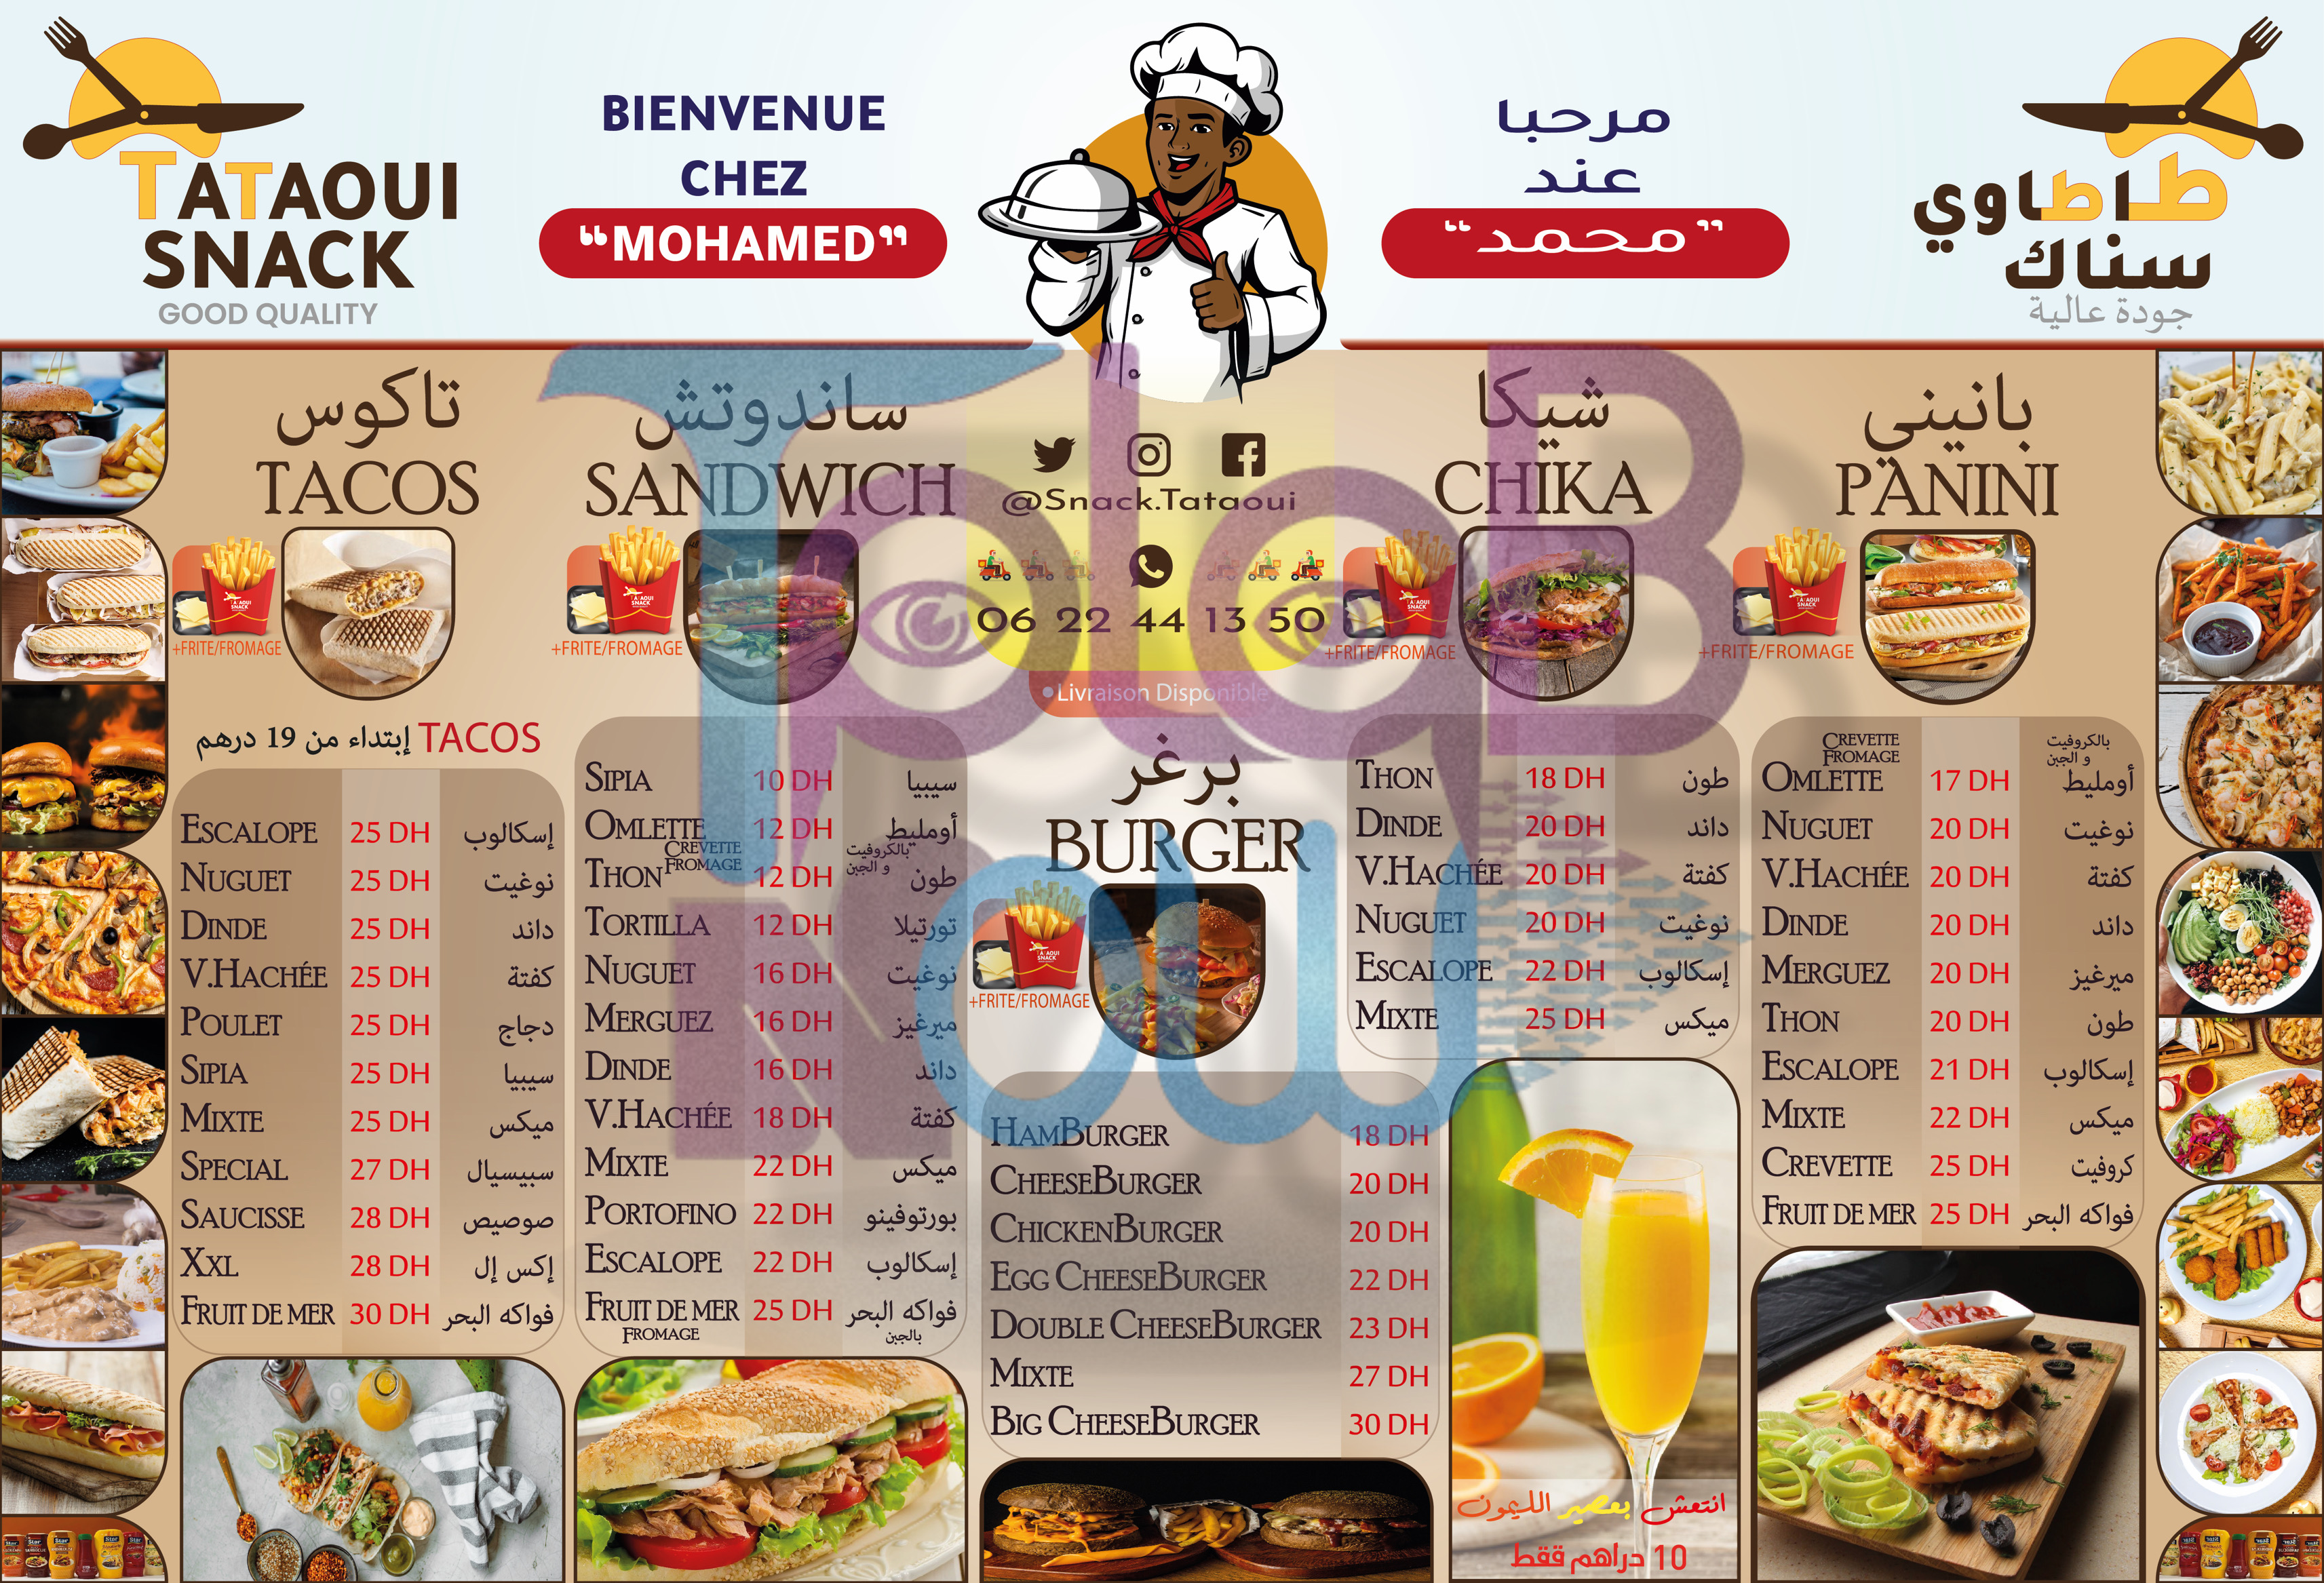 TATAOUI
SNACK
GOOD QUALITY
BIENVENUE
CHEZ
"MOHAMED"
مرحبا
عند
"محمد"
طاطاوي
سناك
جودة عالية
تاكوس
TACOS
+FRITE/FROMAGE
TACOS إبتداء من 19 درهم
ESCALOPE 25 DH إسكالوب
NUGUET 25 DH نوغيت
DINDE 25 DH داند
V.HACHÉE 25 DH كفتة
POULET 25 DH دجاج
SIPIA 25 DH سيبيا
MIXTE 25 DH ميكس
SPECIAL 27 DH سبيسيال
SAUCISSE 28 DH صوصيص
XXL 28 DH إكس إل
FRUIT DE MER 30 DH فواكه البحر
ساندوتش
SANDWICH
+FRITE/FROMAGE
SIPIA 10 DH سيبيا
OMLETTE 12 DH أومليط
CREVETTE بالكروفيت
FROMAGE و الجبن
THON 12 DH طون
TORTILLA 12 DH تورتيلا
NUGUET 16 DH نوغيت
MERGUEZ 16 DH ميرغيز
DINDE 16 DH داند
V.HACHÉE 18 DH كفتة
MIXTE 22 DH ميكس
PORTOFINO 22 DH بورتوفينو
ESCALOPE 22 DH إسكالوب
FRUIT DE MER 25 DH فواكه البحر
FROMAGE بالجبن
@Snack.Tataoui
06 22 44 13 50
• Livraison Disponible
برغر
BURGER
+FRITE/FROMAGE
HAMBURGER 18 DH
CHEESEBURGER 20 DH
CHICKENBURGER 20 DH
EGG CHEESEBURGER 22 DH
DOUBLE CHEESEBURGER 23 DH
MIXTE 27 DH
BIG CHEESEBURGER 30 DH
شيكا
CHIKA
+FRITE/FROMAGE
THON 18 DH طون
DINDE 20 DH داند
V.HACHÉE 20 DH كفتة
NUGUET 20 DH نوغيت
ESCALOPE 22 DH إسكالوب
MIXTE 25 DH ميكس
انتعش بعصير الليمون
10 دراهم ققط
بانيني
PANINI
+FRITE/FROMAGE
CREVETTE بالكروفيت
FROMAGE و الجبن
OMLETTE 17 DH أومليط
NUGUET 20 DH نوغيت
V.HACHÉE 20 DH كفتة
DINDE 20 DH داند
MERGUEZ 20 DH ميرغيز
THON 20 DH طون
ESCALOPE 21 DH إسكالوب
MIXTE 22 DH ميكس
CREVETTE 25 DH كروفيت
FRUIT DE MER 25 DH فواكه البحر